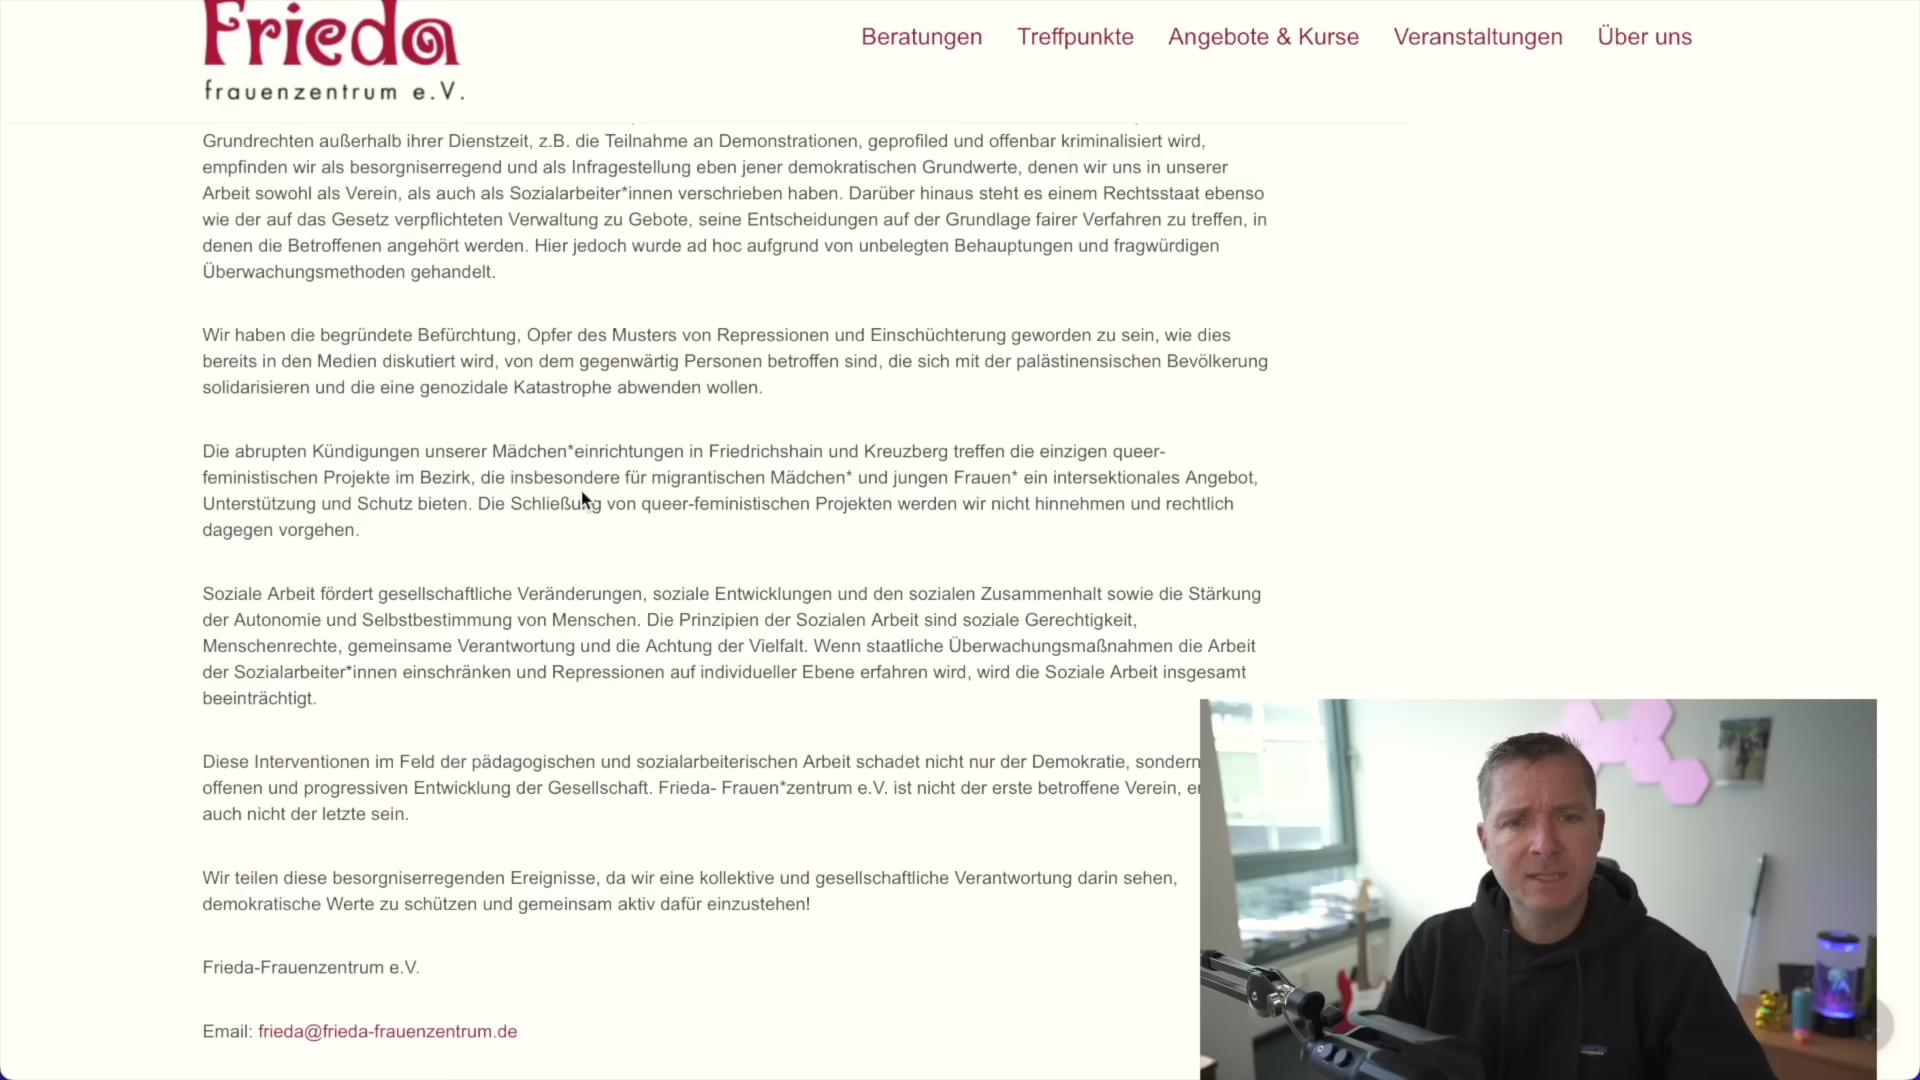 Frieda
frauenzentrum e.V.
Beratungen Treffpunkte Angebote & Kurse Veranstaltungen Über uns
Grundrechten außerhalb ihrer Dienstzeit, z.B. die Teilnahme an Demonstrationen, geprofiled und offenbar kriminalisiert wird,
empfinden wir als besorgniserregend und als Infragestellung eben jener demokratischen Grundwerte, denen wir uns in unserer
Arbeit sowohl als Verein, als auch als Sozialarbeiter*innen verschrieben haben. Darüber hinaus steht es einem Rechtsstaat ebenso
wie der auf das Gesetz verpflichteten Verwaltung zu Gebote, seine Entscheidungen auf der Grundlage fairer Verfahren zu treffen, in
denen die Betroffenen angehört werden. Hier jedoch wurde ad hoc aufgrund von unbelegten Behauptungen und fragwürdigen
Überwachungsmethoden gehandelt.
Wir haben die begründete Befürchtung, Opfer des Musters von Repressionen und Einschüchterung geworden zu sein, wie dies
bereits in den Medien diskutiert wird, von dem gegenwärtig Personen betroffen sind, die sich mit der palästinensischen Bevölkerung
solidarisieren und die eine genozidale Katastrophe abwenden wollen.
Die abrupten Kündigungen unserer Mädchen*einrichtungen in Friedrichshain und Kreuzberg treffen die einzigen queer-
feministischen Projekte im Bezirk, die insbesondere für migrantischen Mädchen* und jungen Frauen* ein intersektionales Angebot,
Unterstützung und Schutz bieten. Die Schließung von queer-feministischen Projekten werden wir nicht hinnehmen und rechtlich
dagegen vorgehen.
Soziale Arbeit fördert gesellschaftliche Veränderungen, soziale Entwicklungen und den sozialen Zusammenhalt sowie die Stärkung
der Autonomie und Selbstbestimmung von Menschen. Die Prinzipien der Sozialen Arbeit sind soziale Gerechtigkeit,
Menschenrechte, gemeinsame Verantwortung und die Achtung der Vielfalt. Wenn staatliche Überwachungsmaßnahmen die Arbeit
der Sozialarbeiter*innen einschränken und Repressionen auf individueller Ebene erfahren wird, wird die Soziale Arbeit insgesamt
beeinträchtigt.
Diese Interventionen im Feld der pädagogischen und sozialarbeiterischen Arbeit schadet nicht nur der Demokratie, sondern
offenen und progressiven Entwicklung der Gesellschaft. Frieda- Frauen*zentrum e.V. ist nicht der erste betroffene Verein,
auch nicht der letzte sein.
Wir teilen diese besorgniserregenden Ereignisse, da wir eine kollektive und gesellschaftliche Verantwortung darin sehen,
demokratische Werte zu schützen und gemeinsam aktiv dafür einzustehen!
Frieda-Frauenzentrum e.V.
Email: frieda@frieda-frauenzentrum.de